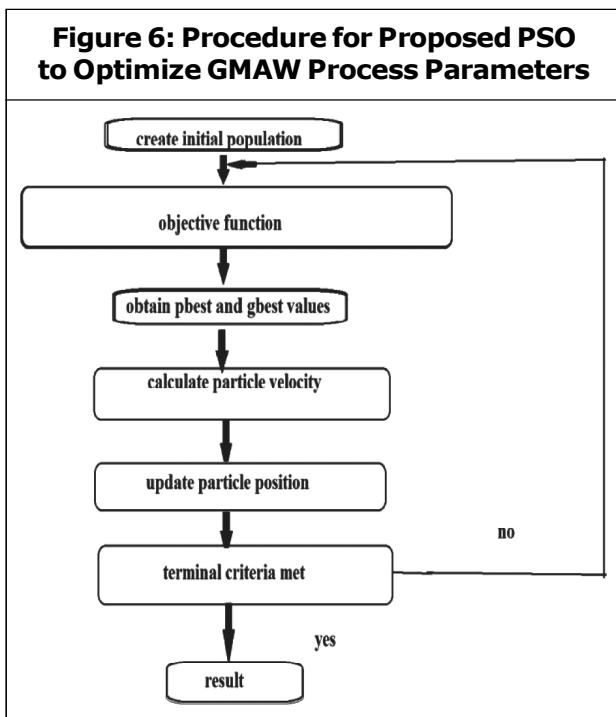 Figure 6: Procedure for Proposed PSO
to Optimize GMAW Process Parameters
create initial population
objective function
obtain pbest and gbest values
calculate particle velocity
update particle position
no
terminal criteria met
yes
result